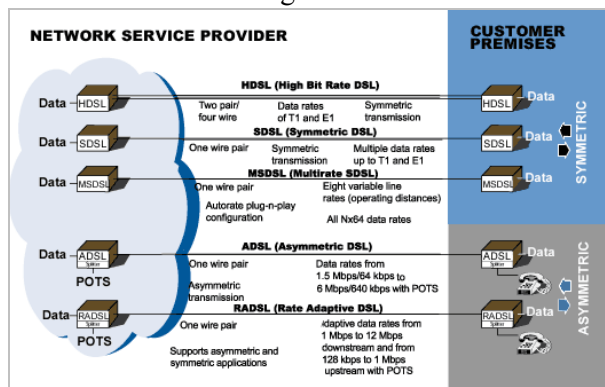 NETWORK SERVICE PROVIDER
CUSTOMER
PREMISES
HDSL (High Bit Rate DSL)
Data
HDSL
Two pair/
four wire
Data rates
of T1 and E1
Symmetric
transmission
HDSL
Data
SDSL (Symmetric DSL)
Data
SDSL
One wire pair
Symmetric
transmission
Multiple data rates
up to T1 and E1
SDSL
Data
MSDSL (Multirate SDSL)
Data
MSDSL
One wire pair
Autorate plug-n-play
configuration
Eight variable line
rates (operating distances)
All Nx64 data rates
MSDSL
Data
SYMMETRIC
ADSL (Asymmetric DSL)
Data
ADSL
Splitter
POTS
One wire pair
Asymmetric
transmission
Data rates from
1.5 Mbps/64 kbps to
6 Mbps/640 kbps with POTS
ADSL
Splitter
Data
RADSL (Rate Adaptive DSL)
Data
RADSL
Splitter
POTS
One wire pair
Supports asymmetric and
symmetric applications
Adaptive data rates from
1 Mbps to 12 Mbps
downstream and from
128 kbps to 1 Mbps
upstream with POTS
RADSL
Splitter
Data
ASYMMETRIC